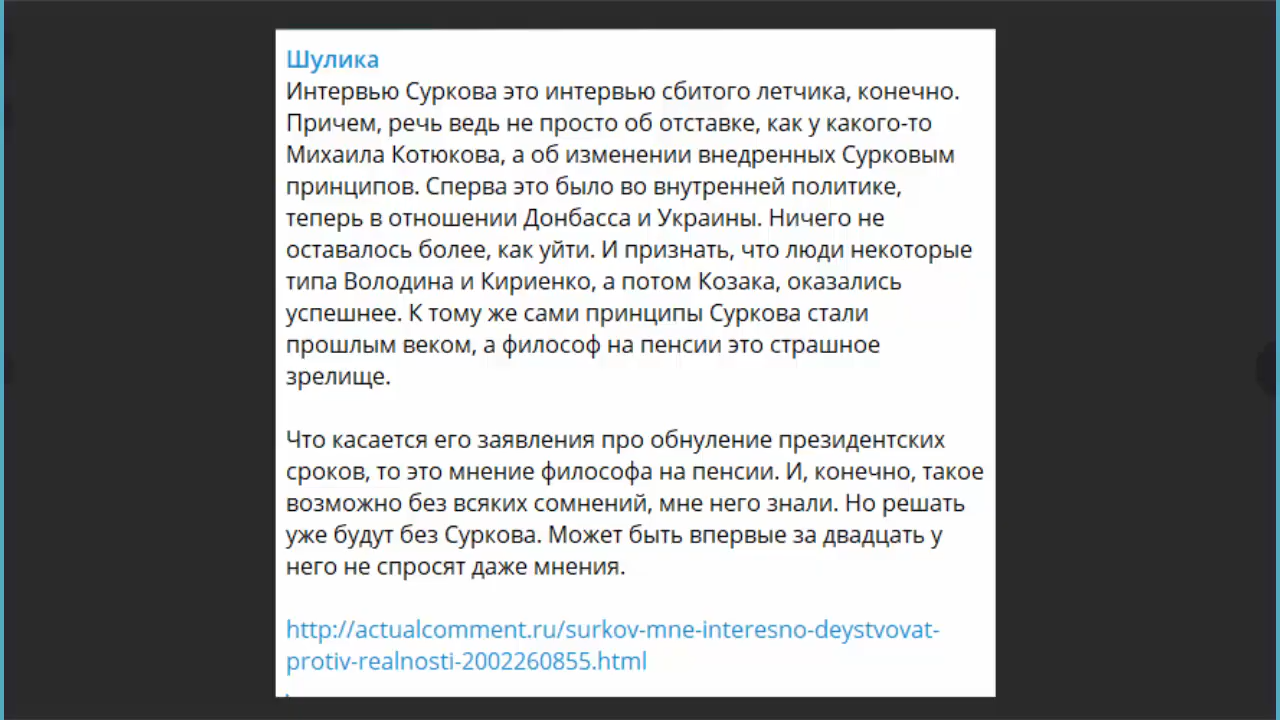 Шулика
Интервью Суркова это интервью сбитого летчика, конечно.
Причем, речь ведь не просто об отставке, как у какого-то
Михаила Котюкова, а об изменении внедренных Сурковым
принципов. Сперва это было во внутренней политике,
теперь в отношении Донбасса и Украины. Ничего не
оставалось более, как уйти. И признать, что люди некоторые
типа Володина и Кириенко, а потом Козака, оказались
успешнее. К тому же сами принципы Суркова стали
прошлым веком, а философ на пенсии это страшное
зрелище.
Что касается его заявления про обнуление президентских
сроков, то это мнение философа на пенсии. И, конечно, такое
возможно без всяких сомнений, мне него знали. Но решать
уже будут без Суркова. Может быть впервые за двадцать у
него не спросят даже мнения.
http://actualcomment.ru/surkov-mne-interesno-deystvovat-
protiv-realnosti-2002260855.html